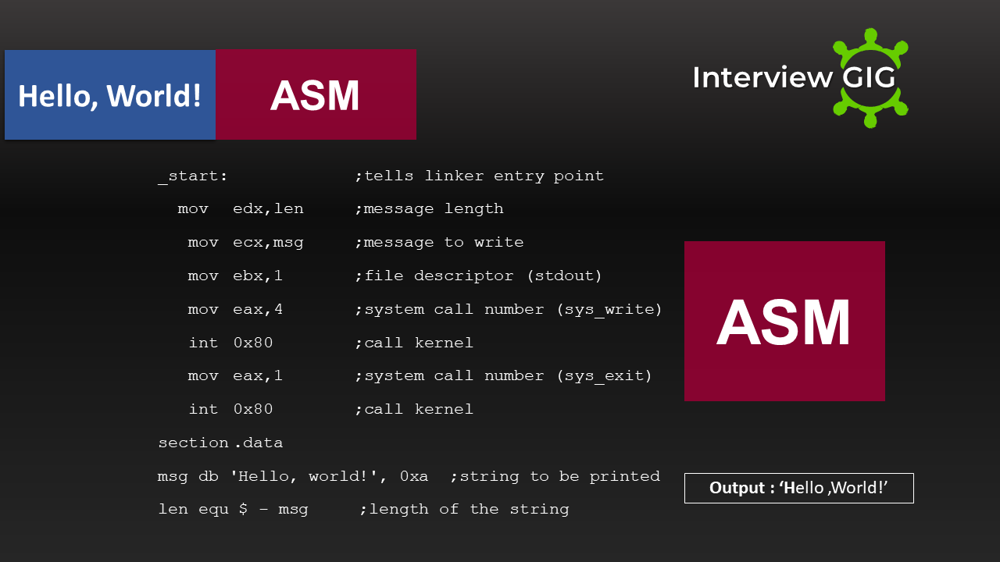 Hello, World!
ASM
Interview GIG
_start: ;tells linker entry point
mov edx,len ;message length
mov ecx,msg ;message to write
mov ebx,1 ;file descriptor (stdout)
mov eax,4 ;system call number (sys_write)
int 0x80 ;call kernel
mov eax,1 ;system call number (sys_exit)
int 0x80 ;call kernel
section .data
msg db 'Hello, world!', 0xa ;string to be printed
len equ $ – msg ;length of the string
ASM
Output : ‘Hello ,World!’